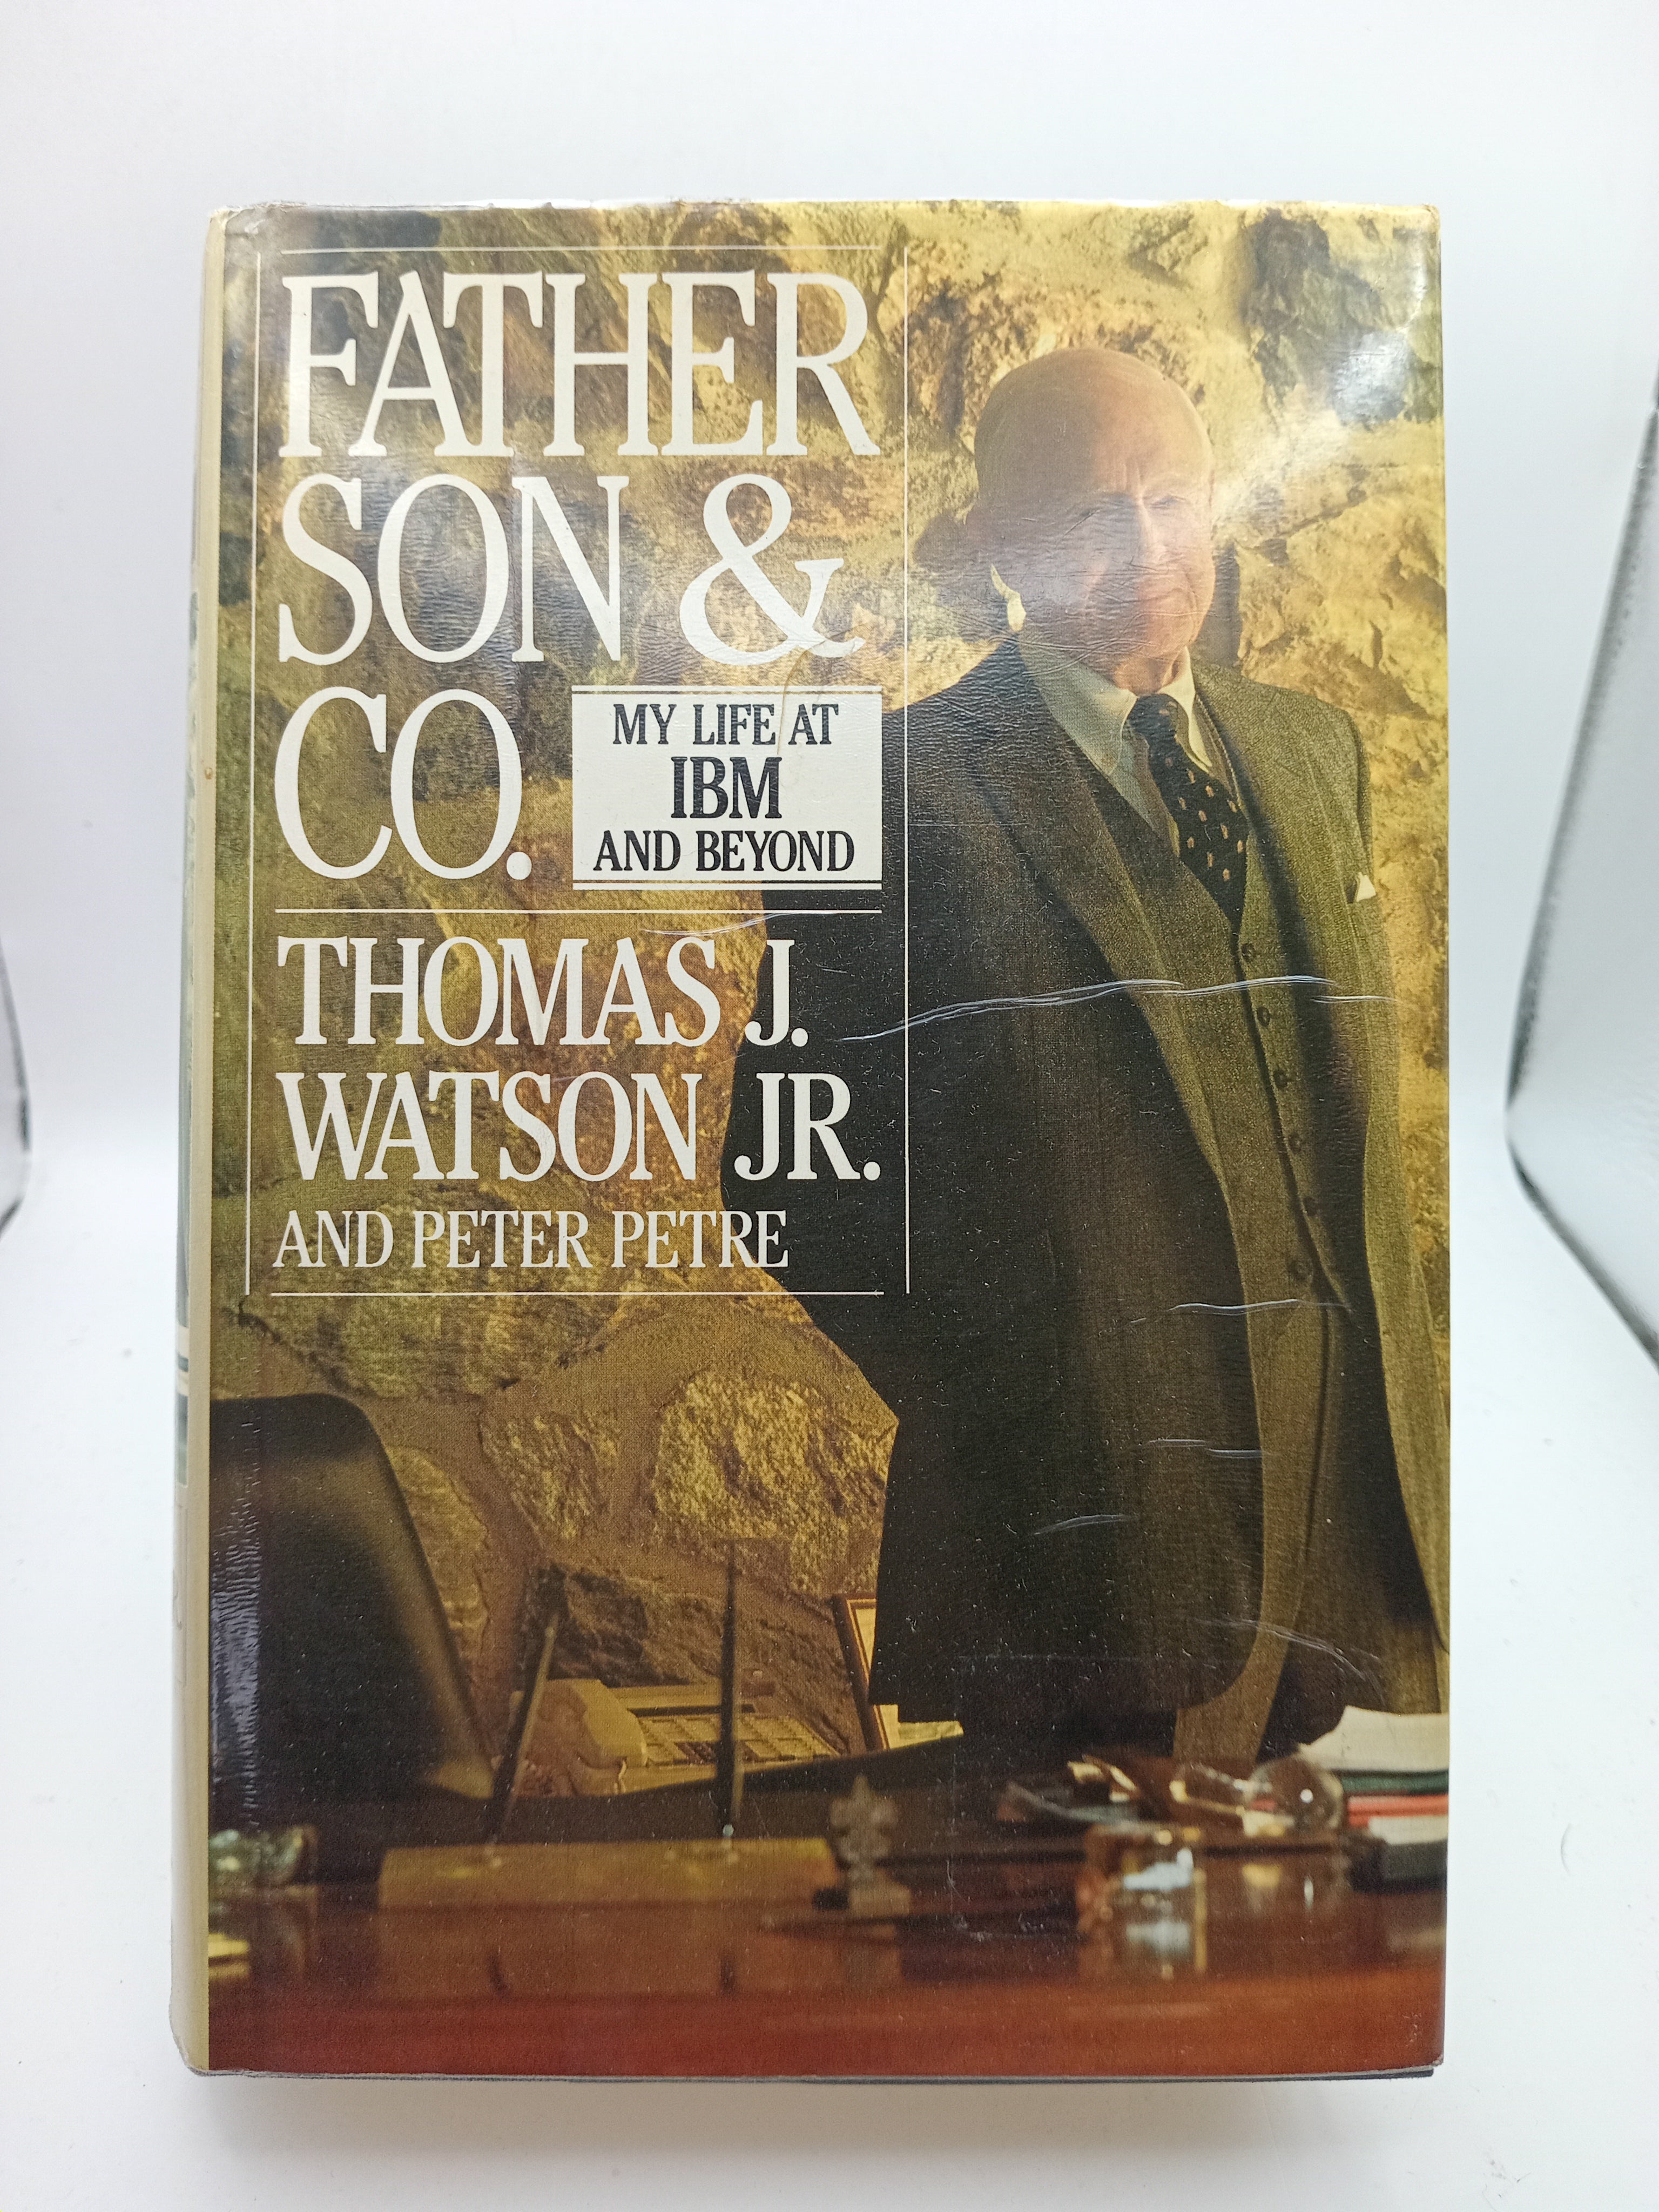 FATHER
SON &
CO.
MY LIFE AT
IBM
AND BEYOND
THOMAS J.
WATSON JR.
AND PETER PETRE